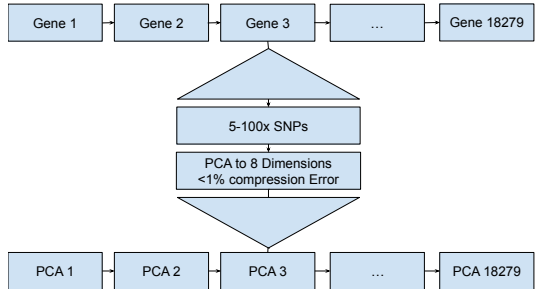 Gene 1
Gene 2
Gene 3
...
Gene 18279
5-100x SNPs
PCA to 8 Dimensions
<1% compression Error
PCA 1
PCA 2
PCA 3
...
PCA 18279